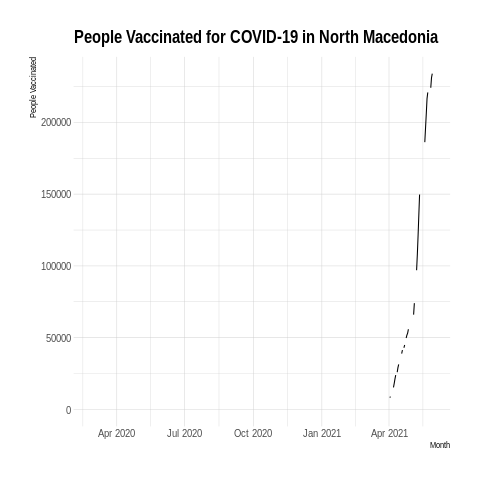 People Vaccinated for COVID-19 in North Macedonia
People Vaccinated
200000
150000
100000
50000
0
Apr 2020 Jul 2020 Oct 2020 Jan 2021 Apr 2021
Month